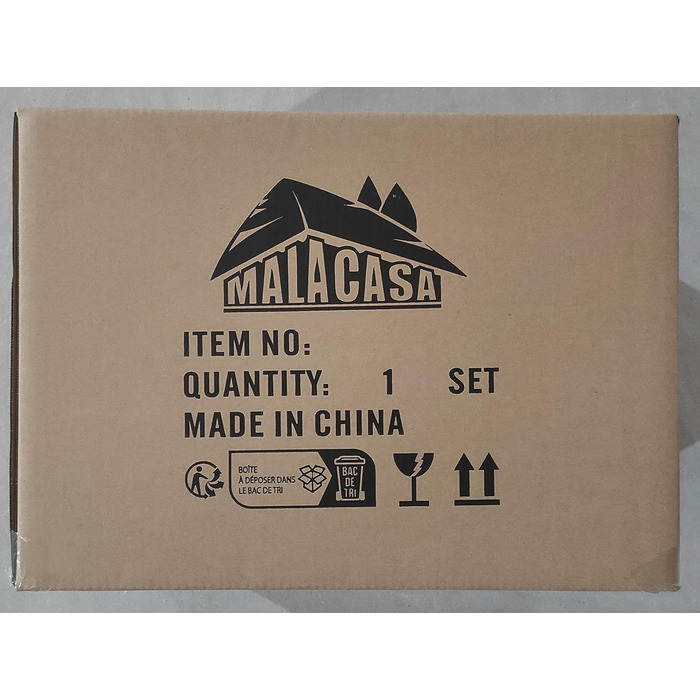 MALACASA
ITEM NO:
QUANTITY: 1 SET
MADE IN CHINA
BOÎTE
À DÉPOSER DANS
LE BAC DE TRI
BAC
DE
TRI